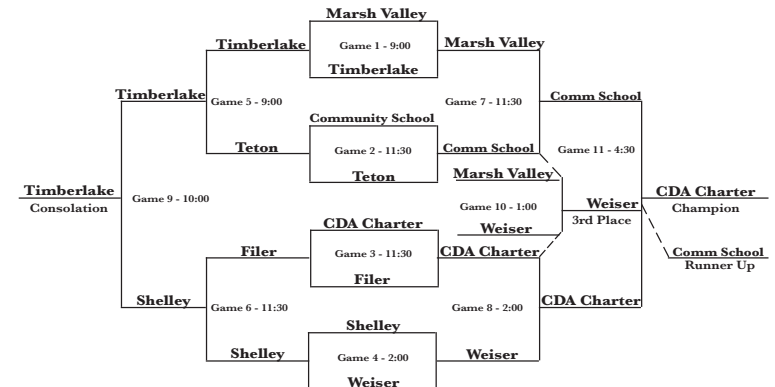 Marsh Valley
Timberlake
Game 1 - 9:00
Marsh Valley
Timberlake
Timberlake
Game 5 - 9:00
Game 7 - 11:30
Comm School
Community School
Teton
Game 2 - 11:30
Comm School
Game 11 - 4:30
Teton
Marsh Valley
Timberlake
Consolation
Game 9 - 10:00
Game 10 - 1:00
Weiser
3rd Place
CDA Charter
Champion
CDA Charter
Weiser
Filer
Game 3 - 11:30
CDA Charter
Comm School
Runner Up
Filer
Shelley
Game 6 - 11:30
Game 8 - 2:00
CDA Charter
Shelley
Shelley
Game 4 - 2:00
Weiser
Weiser